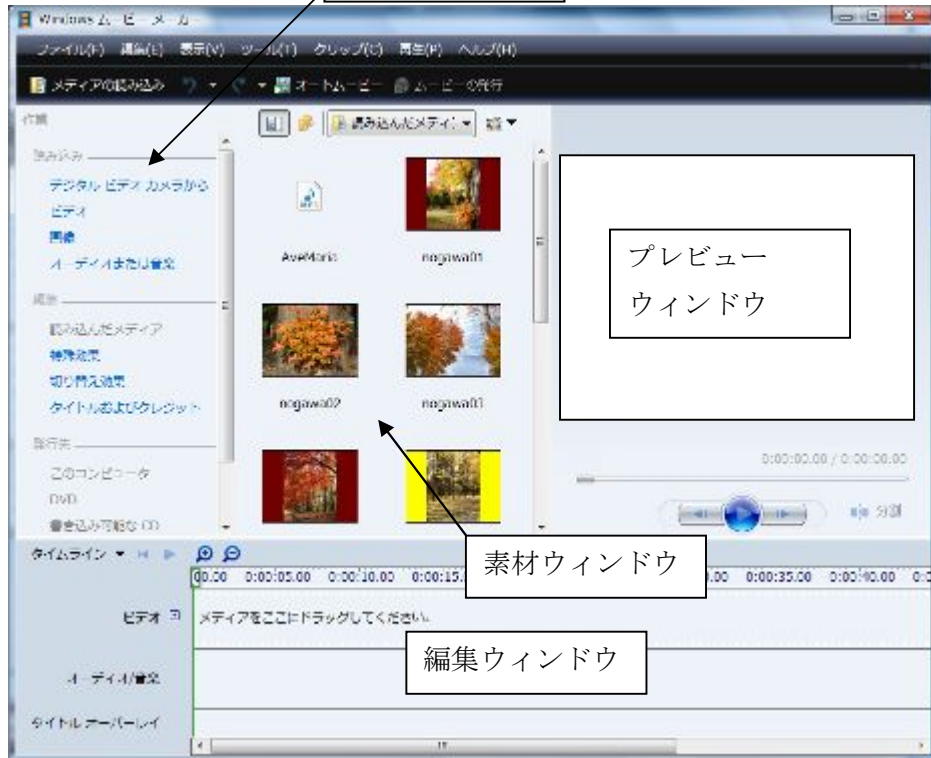 Windows ムービー メーカー
ファイル(F) 編集(E) 表示(V) ツール(T) クリップ(C) 再生(P) ヘルプ(H)
メディアの読み込み オートムービー ムービーの発行
作業
読み込んだメディ
読み込み
デジタル ビデオ カメラから
ビデオ
画像
オーディオまたは音楽
編集
読み込んだメディア
特殊効果
切り替え効果
タイトルおよびクレジット
発行先
このコンピュータ
DVD
書き込み可能な CD
AveMaria
nogawa01
nogawa02
nogawa03
プレビュー
ウィンドウ
0:00:00.00 / 0:00:00.00
分割
素材ウィンドウ
タイムライン
00.00 0:00:05.00 0:00:10.00 0:00:15. 00.00 0:00:35.00 0:00:40.00
ビデオ
メディアをここにドラッグしてください。
編集ウィンドウ
オーディオ/音楽
タイトル オーバーレイ